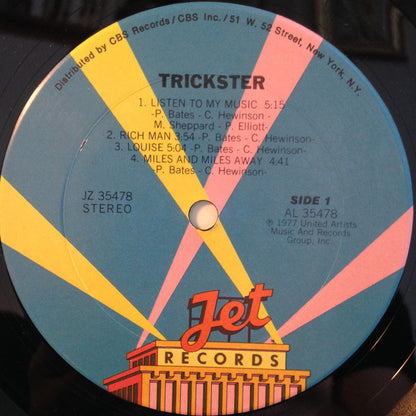 Distributed by CBS Records / CBS Inc. / 51 W. 52 Street, New York, N.Y.
TRICKSTER
1. LISTEN TO MY MUSIC 5:15
-P. Bates - C. Hewinson-
M. Sheppard - P. Elliott-
2. RICH MAN 3:54 -P. Bates - C. Hewinson-
3. LOUISE 5:04 -P. Bates - C. Hewinson-
4. MILES AND MILES AWAY 4:41
-P. Bates - C. Hewinson-
JZ 35478
STEREO
SIDE 1
AL 35478
℗ 1977 United Artists
Music And Records
Group, Inc.
Jet
RECORDS